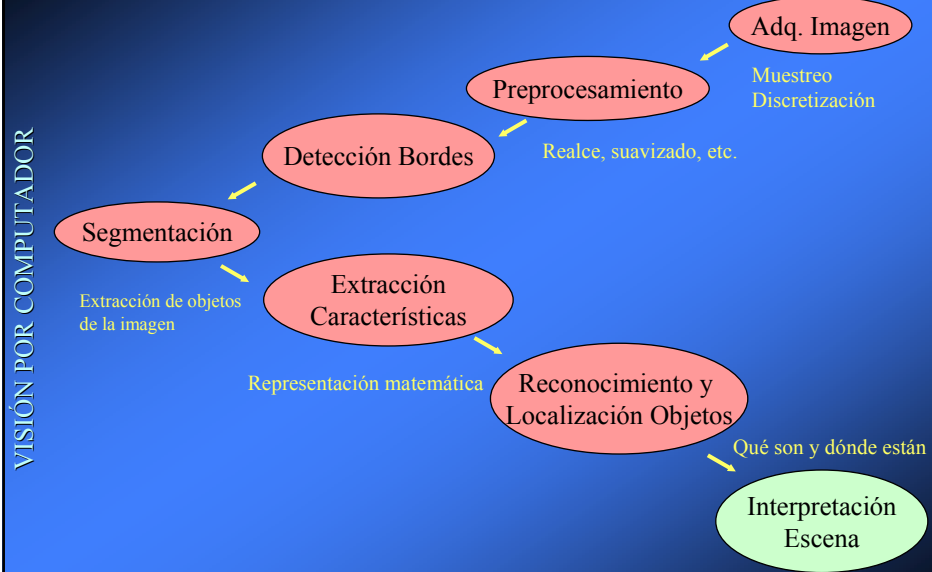 VISIÓN POR COMPUTADOR
Adq. Imagen
Muestreo
Discretización
Preprocesamiento
Realce, suavizado, etc.
Detección Bordes
Segmentación
Extracción de objetos
de la imagen
Extracción
Características
Representación matemática
Reconocimiento y
Localización Objetos
Qué son y dónde están
Interpretación
Escena